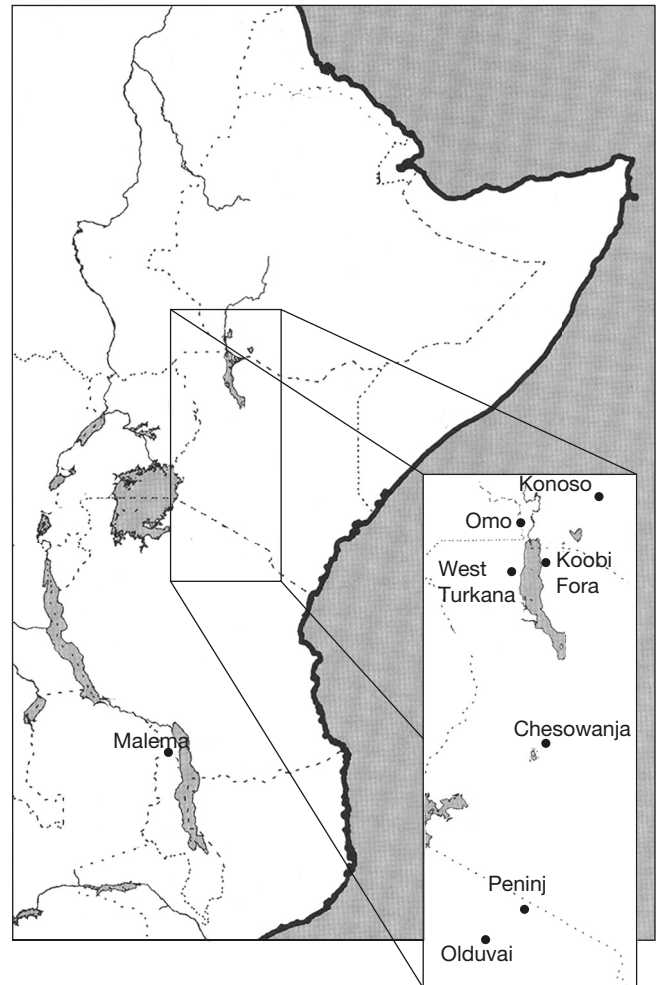 Konoso
Omo
West
Turkana
Koobi
Fora
Malema
Chesowanja
Peninj
Olduvai